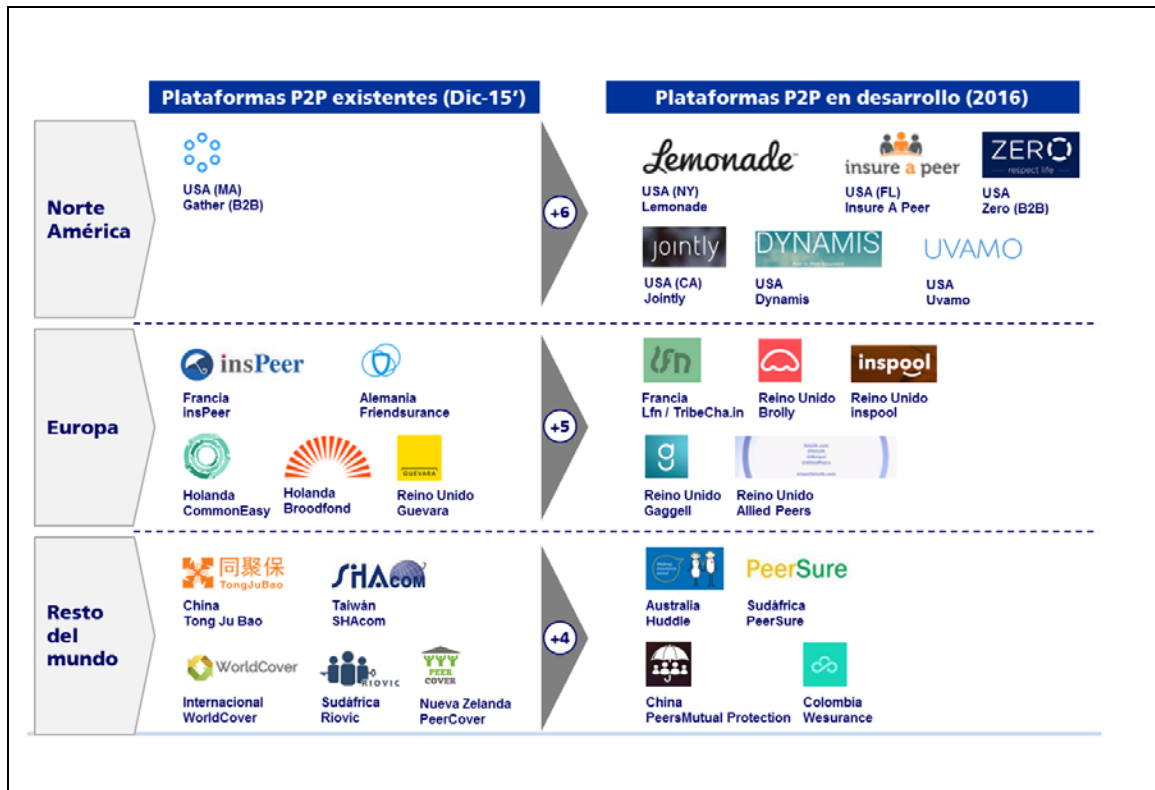 Plataformas P2P existentes (Dic-15’)
Plataformas P2P en desarrollo (2016)
Norte
América
USA (MA)
Gather (B2B)
+6
Lemonade
USA (NY)
Lemonade
insure a peer
USA (FL)
Insure A Peer
ZERO
respect life
USA
Zero (B2B)
jointly
USA (CA)
Jointly
DYNAMIS
USA
Dynamis
UVAMO
USA
Uvamo
Europa
insPeer
Francia
insPeer
Alemania
Friendsurance
Holanda
CommonEasy
Holanda
Broodfond
GUEVARA
Reino Unido
Guevara
+5
lfn
Francia
Lfn / TribeCha.in
Reino Unido
Brolly
inspool
Reino Unido
inspool
g
Reino Unido
Gaggell
Reino Unido
Allied Peers
Resto
del
mundo
同聚保
TongJuBao
China
Tong Ju Bao
SHAcom
Taiwán
SHAcom
WorldCover
Internacional
WorldCover
RIOVIC
Sudáfrica
Riovic
PEER
COVER
Nueva Zelanda
PeerCover
+4
Australia
Huddle
PeerSure
Sudáfrica
PeerSure
China
PeersMutual Protection
Colombia
Wesurance